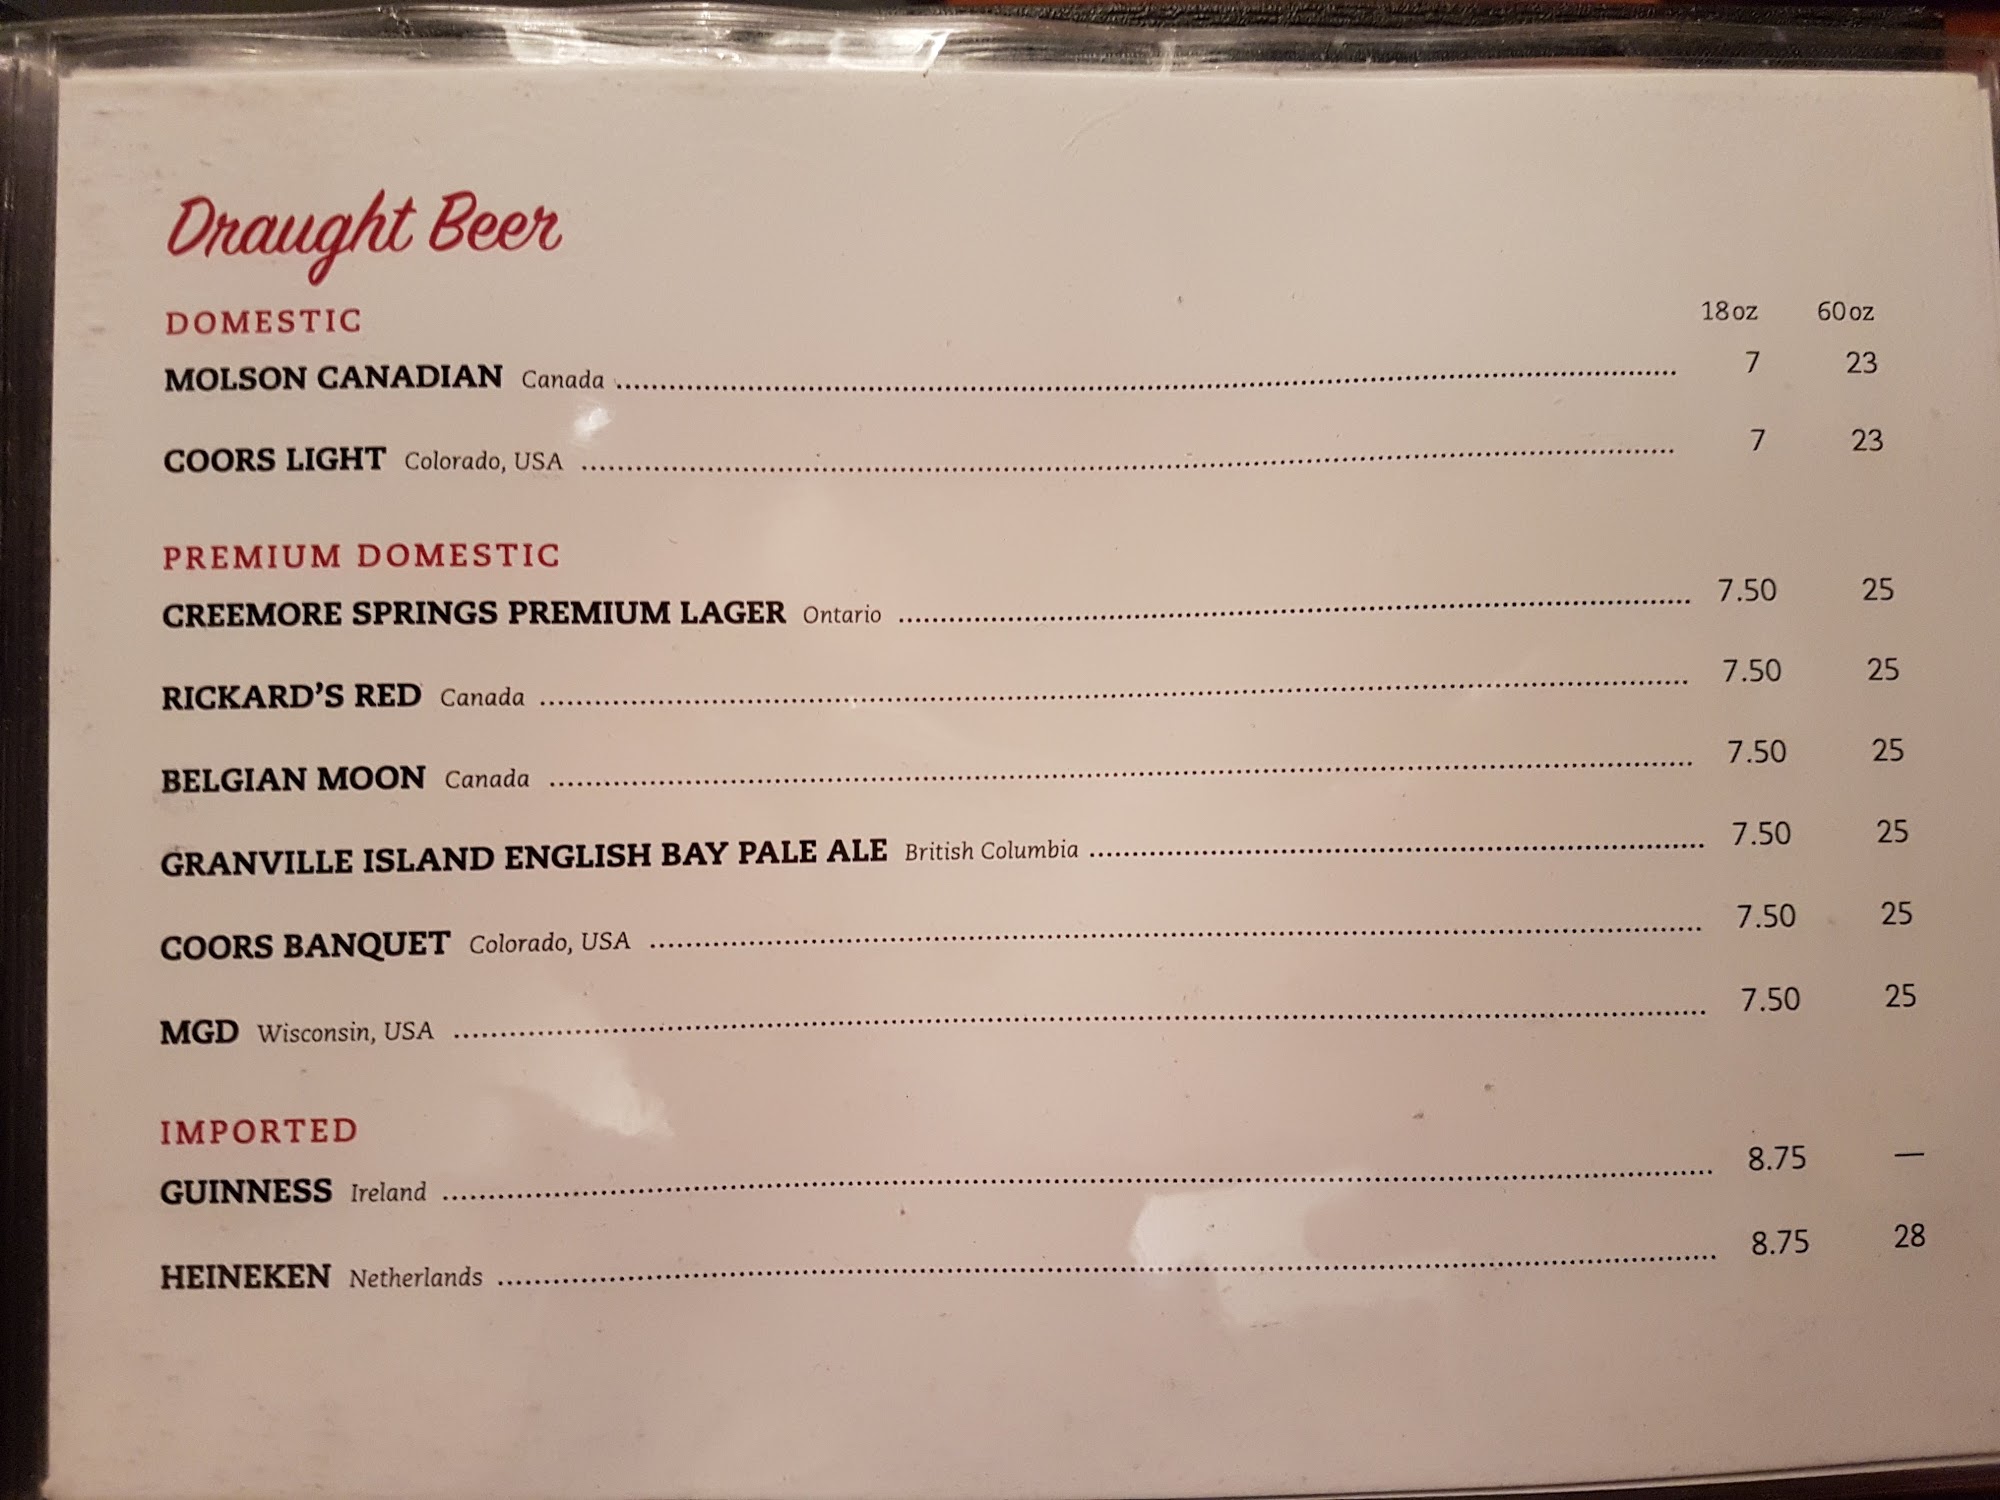 Draught Beer
DOMESTIC 18oz 60oz
MOLSON CANADIAN Canada 7 23
COORS LIGHT Colorado, USA 7 23
PREMIUM DOMESTIC
CREEMORE SPRINGS PREMIUM LAGER Ontario 7.50 25
RICKARD'S RED Canada 7.50 25
BELGIAN MOON Canada 7.50 25
GRANVILLE ISLAND ENGLISH BAY PALE ALE British Columbia 7.50 25
COORS BANQUET Colorado, USA 7.50 25
MGD Wisconsin, USA 7.50 25
IMPORTED
GUINNESS Ireland 8.75 —
HEINEKEN Netherlands 8.75 28